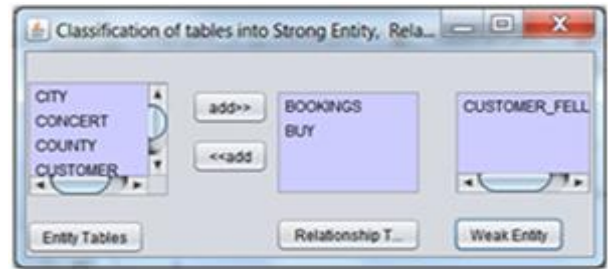 Classification of tables into Strong Entity, Rela...
CITY
CONCERT
COUNTY
CUSTOMER
add>>
<<add
BOOKINGS
BUY
CUSTOMER_FELL
Entity Tables
Relationship T...
Weak Entity